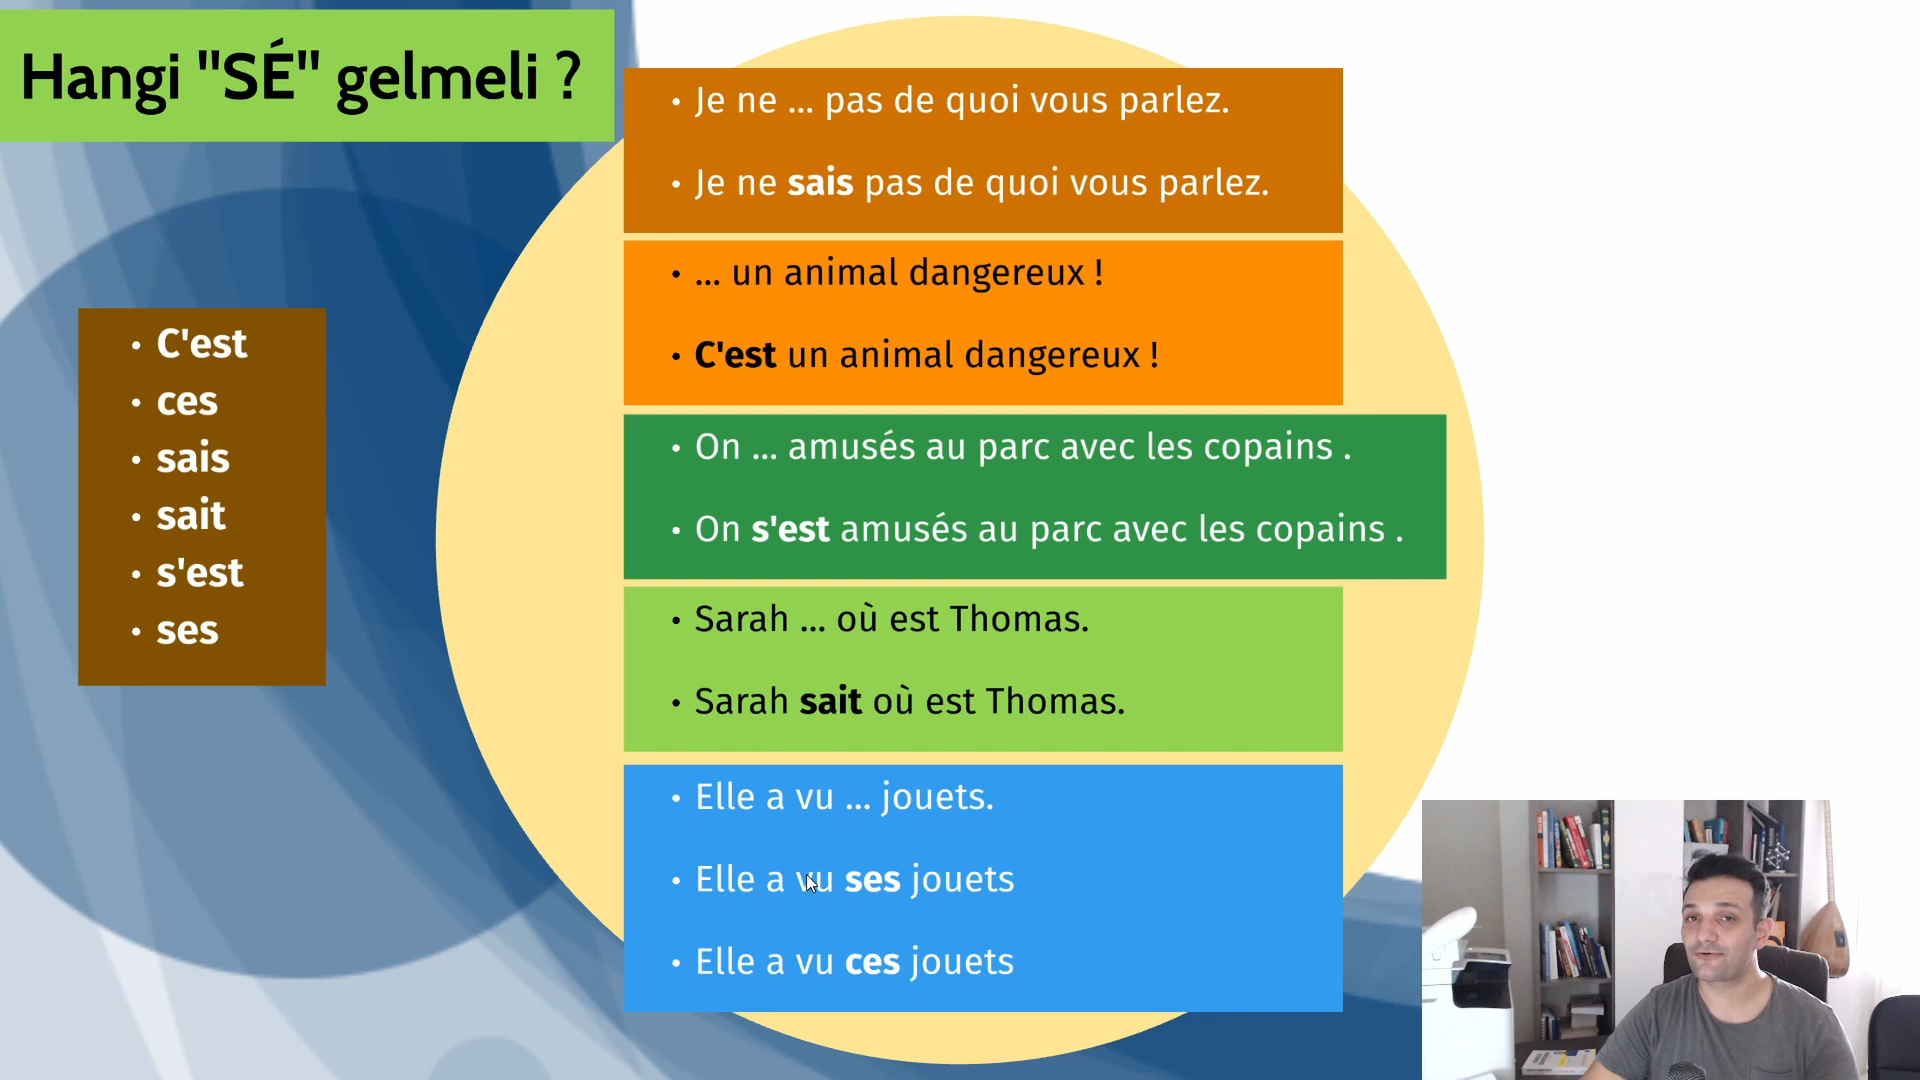 Hangi "SÉ" gelmeli ?
• C'est
• ces
• sais
• sait
• s'est
• ses
• Je ne ... pas de quoi vous parlez.
• Je ne sais pas de quoi vous parlez.
• ... un animal dangereux !
• C'est un animal dangereux !
• On ... amusés au parc avec les copains .
• On s'est amusés au parc avec les copains .
• Sarah ... où est Thomas.
• Sarah sait où est Thomas.
• Elle a vu ... jouets.
• Elle a vu ses jouets
• Elle a vu ces jouets